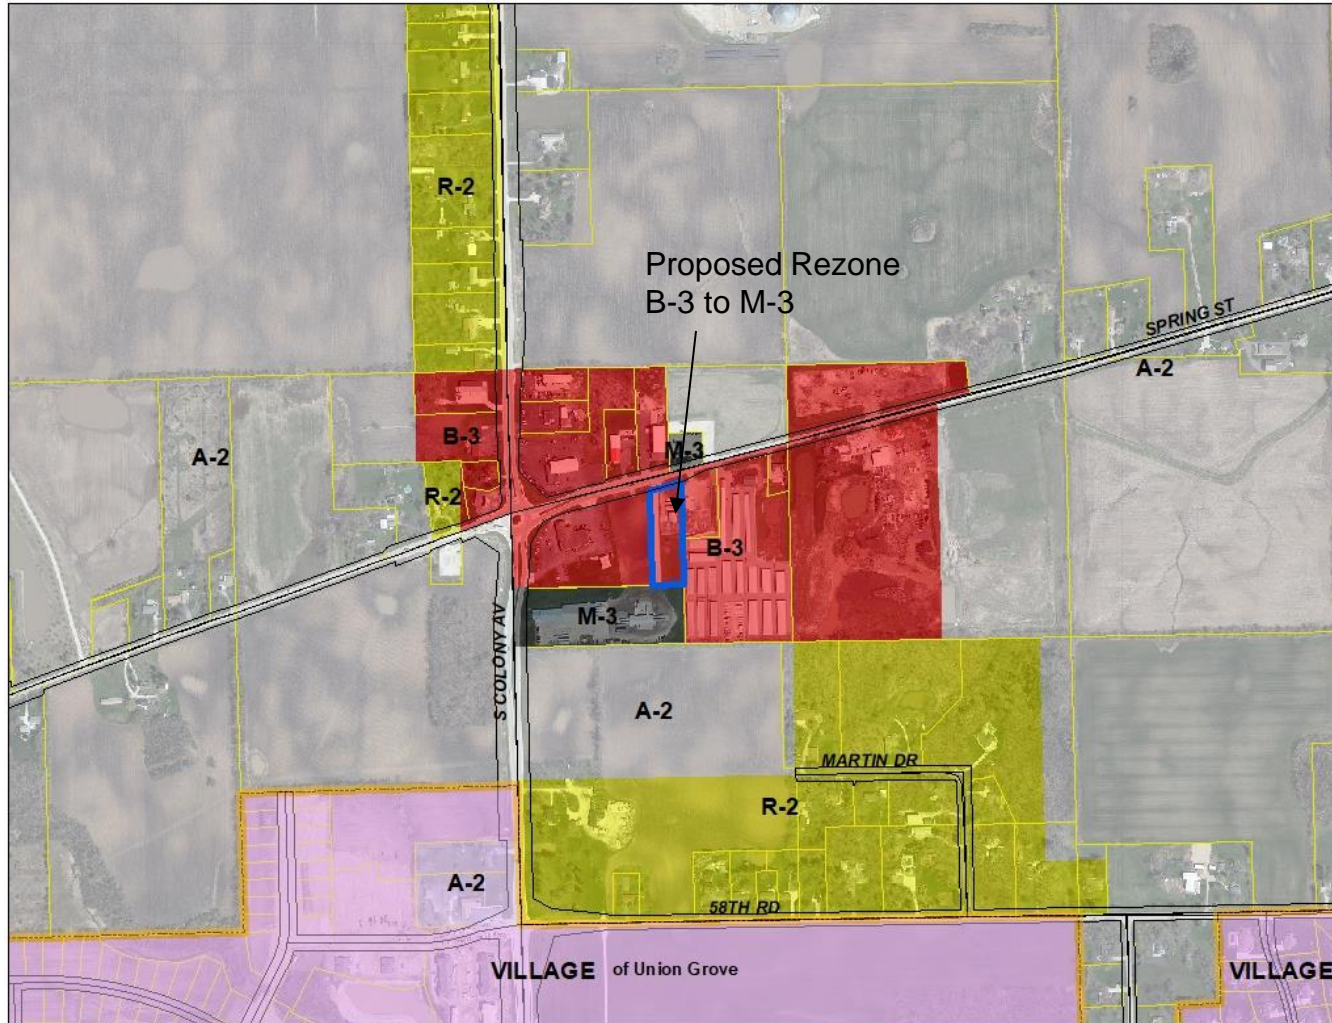 R-2
Proposed Rezone
B-3 to M-3
SPRING ST
A-2
B-3
M-3
A-2
R-2
B-3
M-3
S COLONY AV
A-2
MARTIN DR
R-2
A-2
58TH RD
VILLAGE of Union Grove
VILLAGE